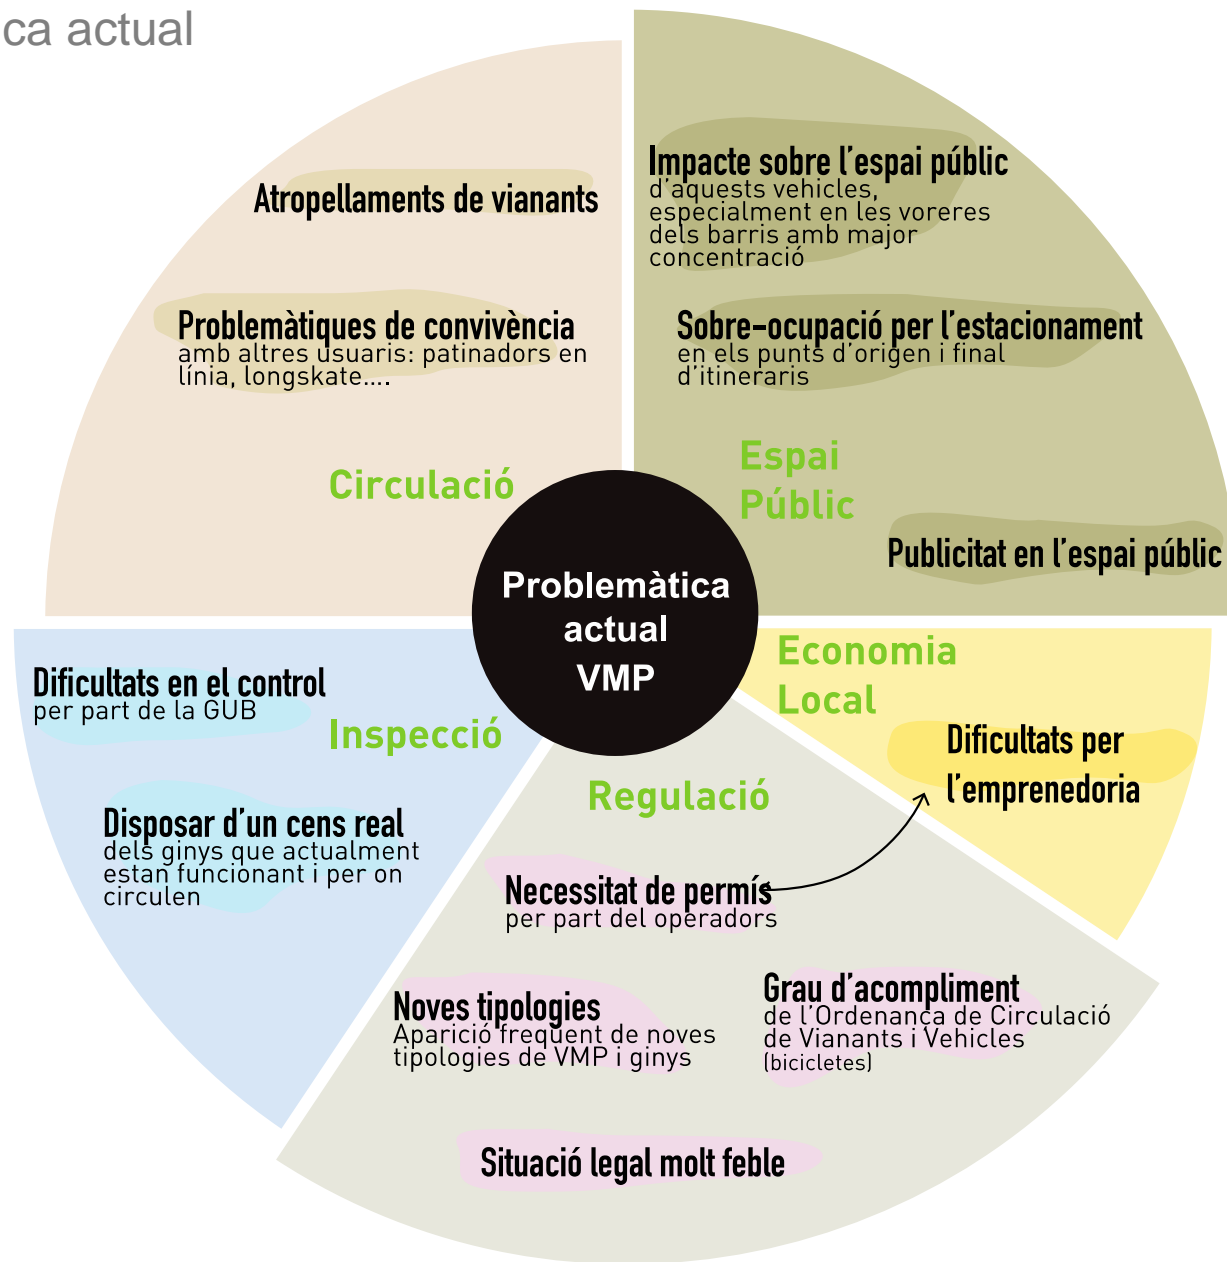 ca actual
Atropellaments de vianants
Problemàtiques de convivència
amb altres usuaris: patinadors en
línia, longskate....
Circulació
Impacte sobre l'espai públic
d'aquests vehicles,
especialment en les voreres
dels barris amb major
concentració
Sobre-ocupació per l'estacionament
en els punts d'origen i final
d'itineraris
Espai
Públic
Publicitat en l'espai públic
Problemàtica
actual
VMP
Economia
Local
Dificultats per
l'emprenedoria
Dificultats en el control
per part de la GUB
Inspecció
Disposar d'un cens real
dels ginys que actualment
estan funcionant i per on
circulen
Regulació
Necessitat de permís
per part del operadors
Noves tipologies
Aparició freqüent de noves
tipologies de VMP i ginys
Grau d'acompliment
de l'Ordenança de Circulació
de Vianants i Vehicles
(bicicletes)
Situació legal molt feble